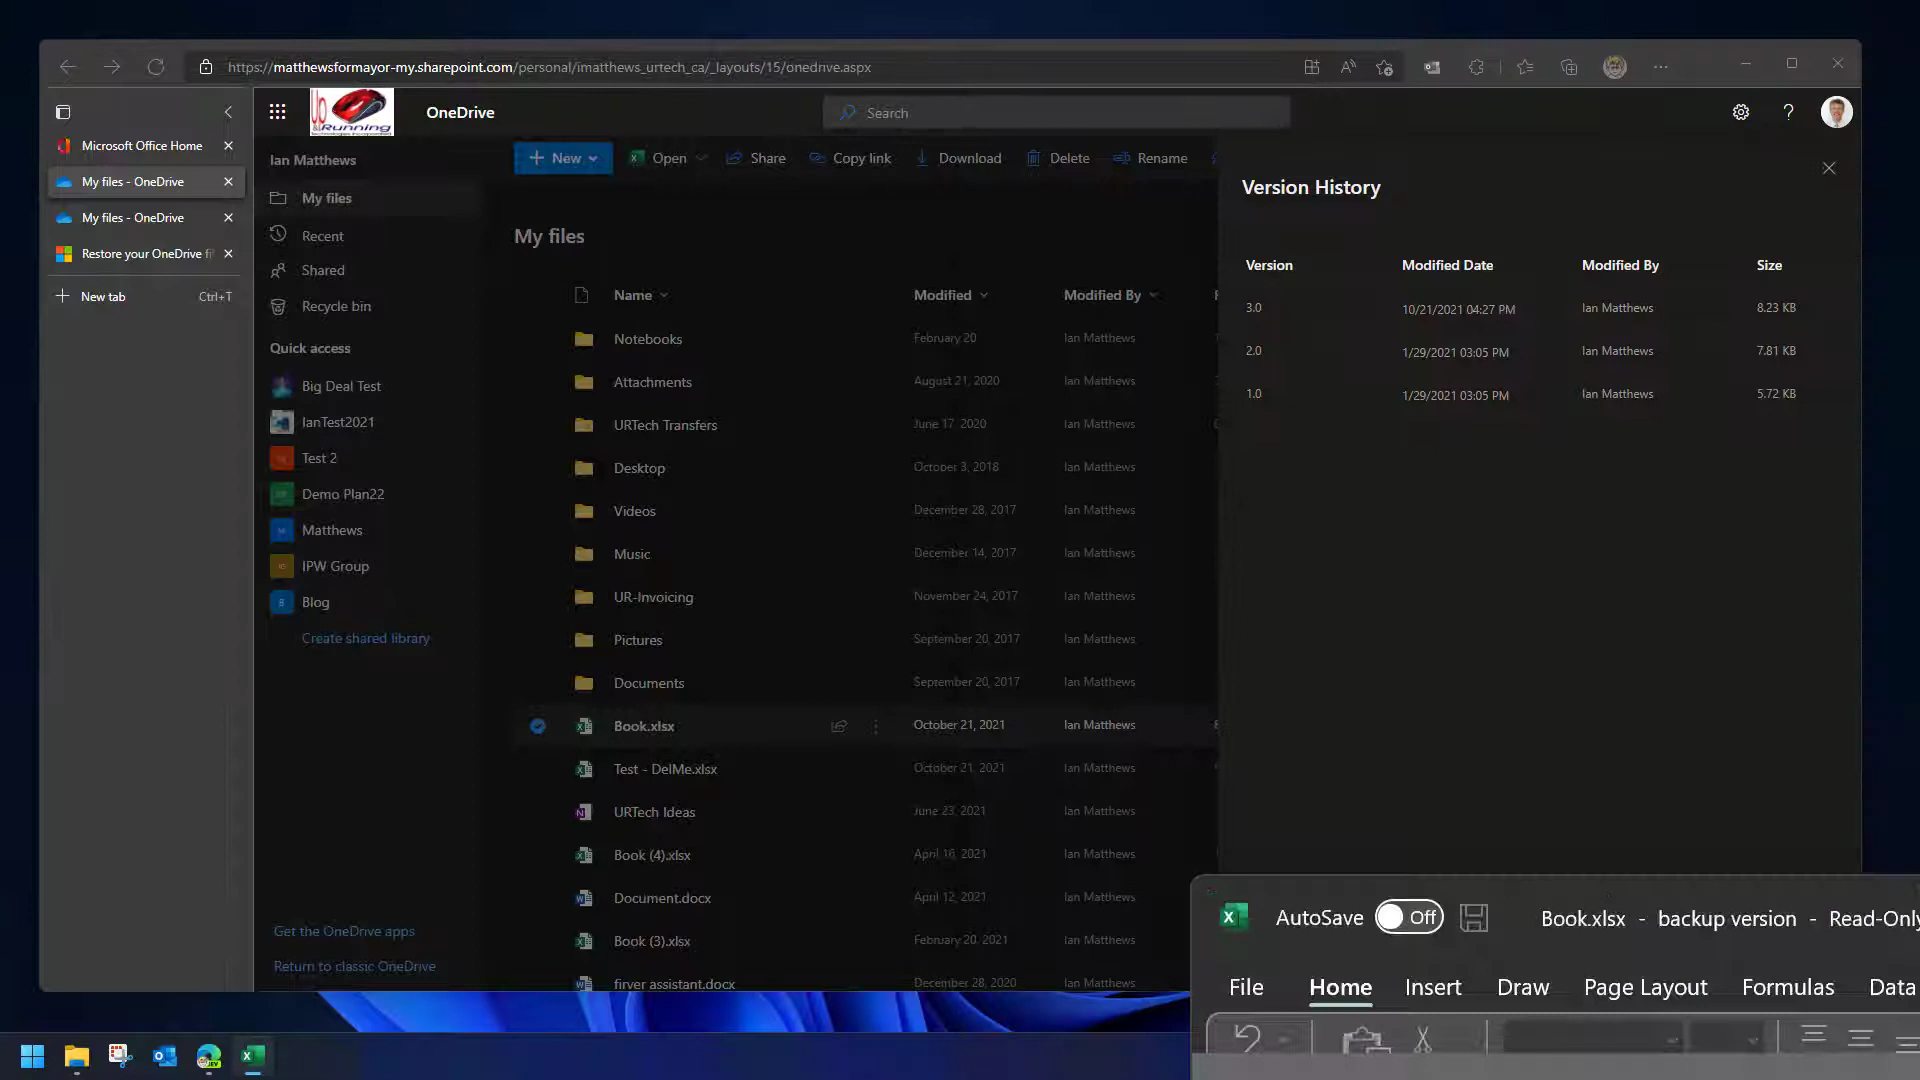 https://matthewsformayor-my.sharepoint.com/personal/imatthews_urtech_ca/_layouts/15/onedrive.aspx
Up
&Running
OneDrive
Search
Microsoft Office Home
My files - OneDrive
My files - OneDrive
Restore your OneDrive fi
New tab Ctrl+T
Ian Matthews
My files
Recent
Shared
Recycle bin
Quick access
Big Deal Test
IanTest2021
Test 2
Demo Plan22
Matthews
IPW Group
B Blog
Create shared library
Get the OneDrive apps
Return to classic OneDrive
New Open Share Copy link Download Delete Rename
My files
Name Modified Modified By
Notebooks February 20 Ian Matthews
Attachments August 21, 2020 Ian Matthews
URTech Transfers June 17, 2020 Ian Matthews
Desktop October 3, 2018 Ian Matthews
Videos December 28, 2017 Ian Matthews
Music December 14, 2017 Ian Matthews
UR-Invoicing November 24, 2017 Ian Matthews
Pictures September 20, 2017 Ian Matthews
Documents September 20, 2017 Ian Matthews
Book.xlsx October 21, 2021 Ian Matthews
Test - DelMe.xlsx October 21, 2021 Ian Matthews
URTech Ideas June 23, 2021 Ian Matthews
Book (4).xlsx April 16, 2021 Ian Matthews
Document.docx April 12, 2021 Ian Matthews
Book (3).xlsx February 20, 2021 Ian Matthews
firver assistant.docx December 28, 2020 Ian Matthews
Version History
Version Modified Date Modified By Size
3.0 10/21/2021 04:27 PM Ian Matthews 8.23 KB
2.0 1/29/2021 03:05 PM Ian Matthews 7.81 KB
1.0 1/29/2021 03:05 PM Ian Matthews 5.72 KB
AutoSave Off Book.xlsx - backup version - Read-Only
File Home Insert Draw Page Layout Formulas Data